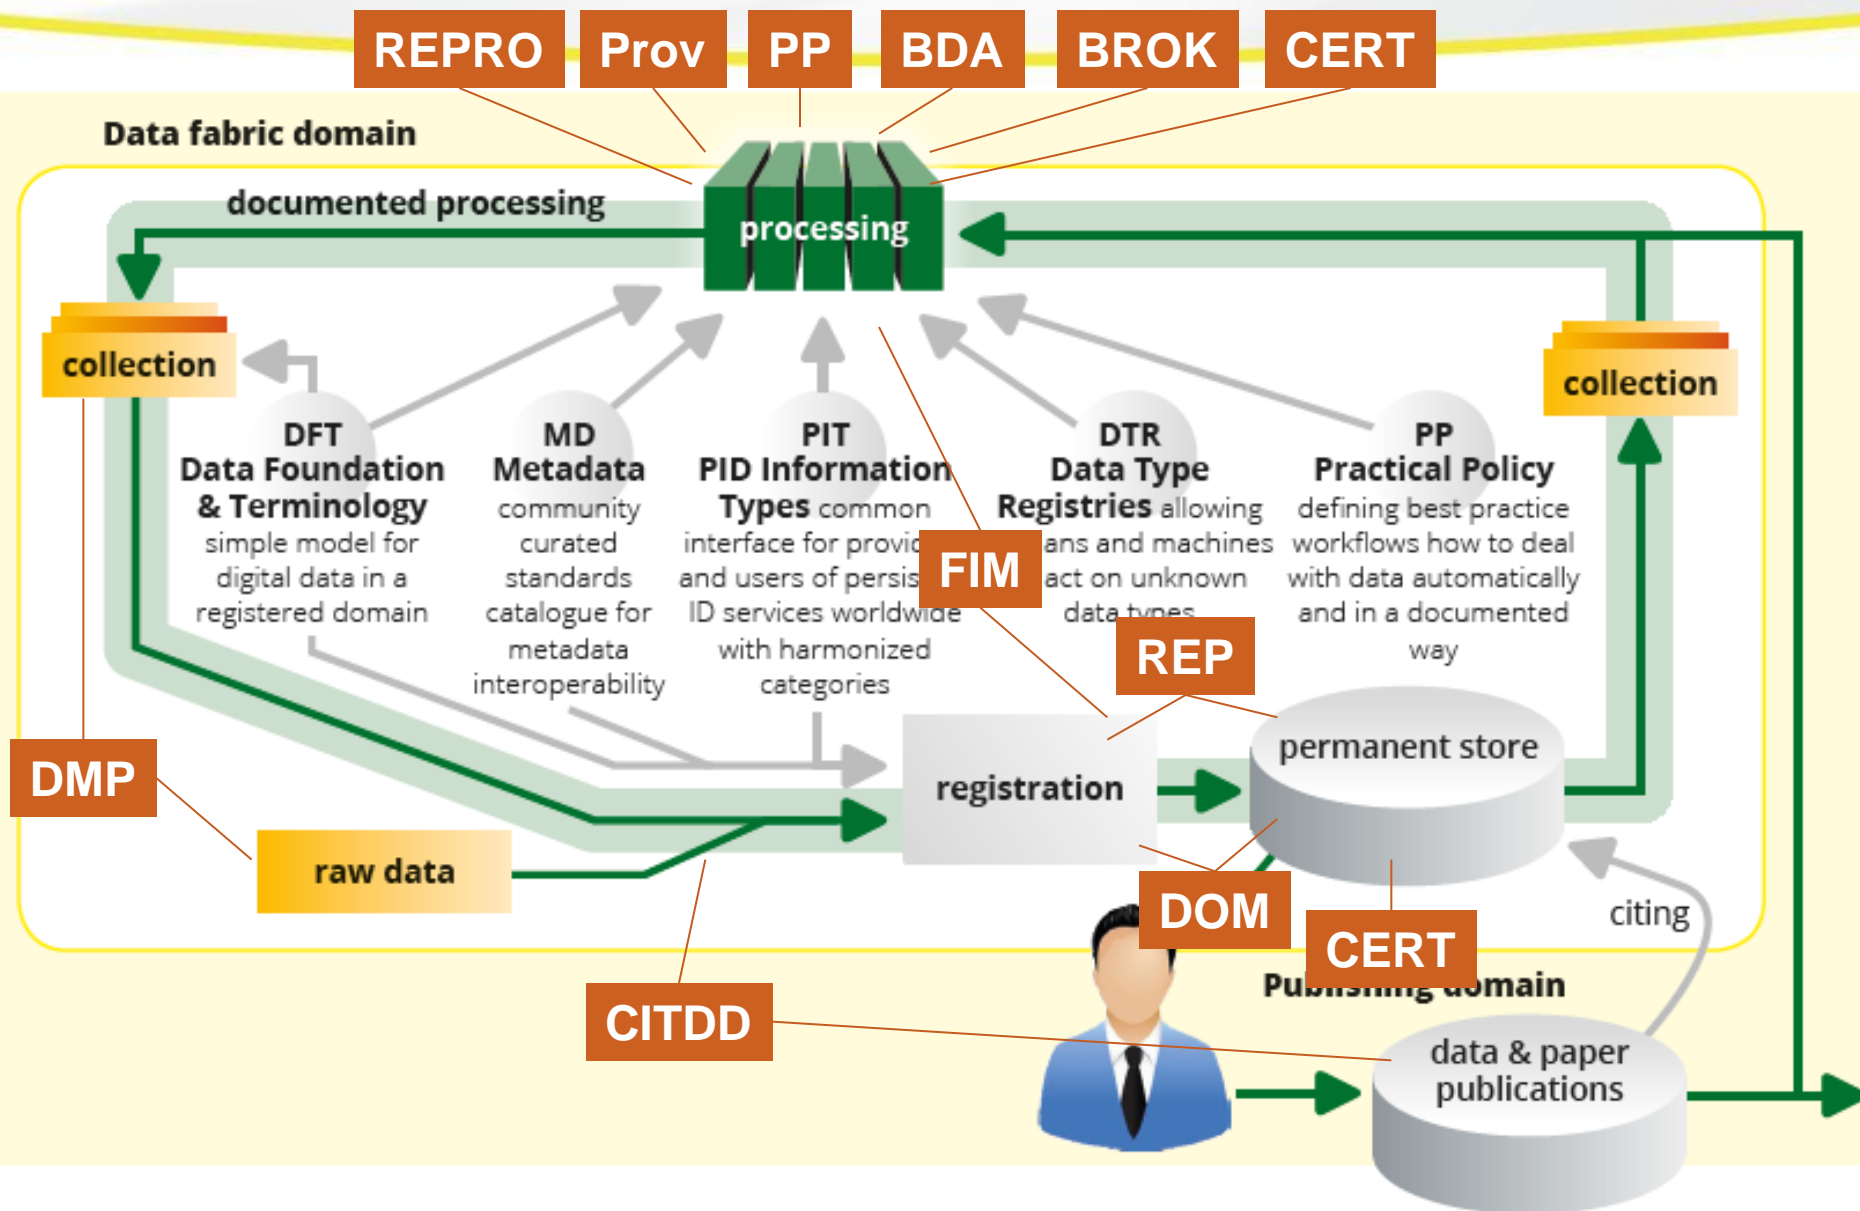 REPRO Prov PP BDA BROK CERT
Data fabric domain
documented processing
processing
collection
collection
DFT
Data Foundation
& Terminology
simple model for
digital data in a
registered domain
MD
Metadata
community
curated
standards
catalogue for
metadata
interoperability
PIT
PID Information
Types common
interface for
and users of
ID services worldwide
with harmonized
categories
DTR
Data Type
Registries allowing
and machines
act on unknown
data types
PP
Practical Policy
defining best practice
workflows how to deal
with data automatically
and in a documented
way
FIM
REP
DMP
raw data
registration
permanent store
DOM
CERT
citing
Publishing domain
CITDD
data & paper
publications